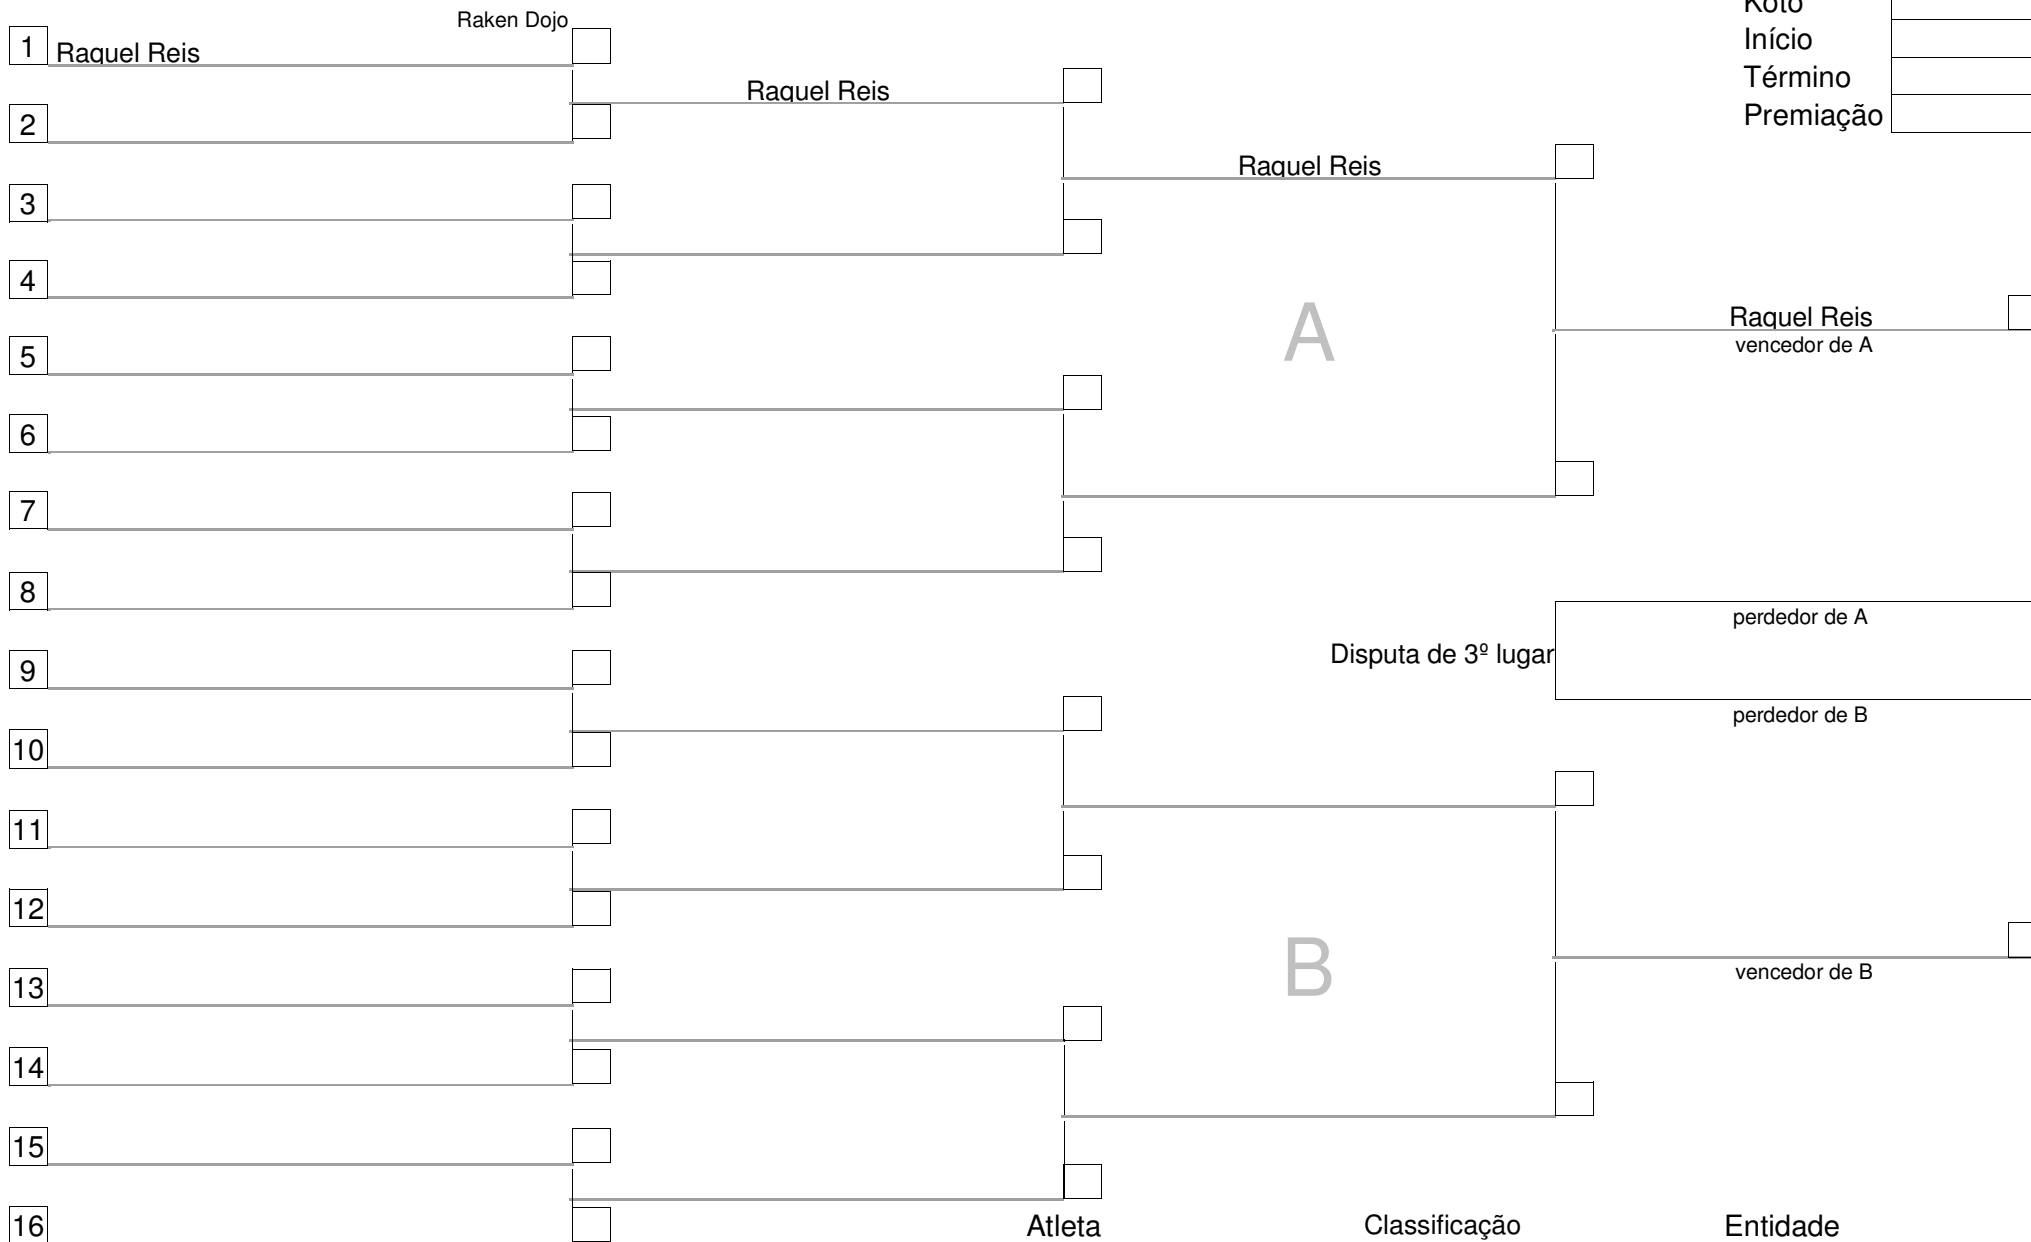 Koto
Raken Dojo
1 Raquel Reis
Início
Término
Raquel Reis
Premiação
2
Raquel Reis
3
4
A
Raquel Reis
vencedor de A
5
6
7
8
perdedor de A
Disputa de 3º lugar
9
perdedor de B
10
11
12
B
vencedor de B
13
14
15
16
Atleta Classificação Entidade